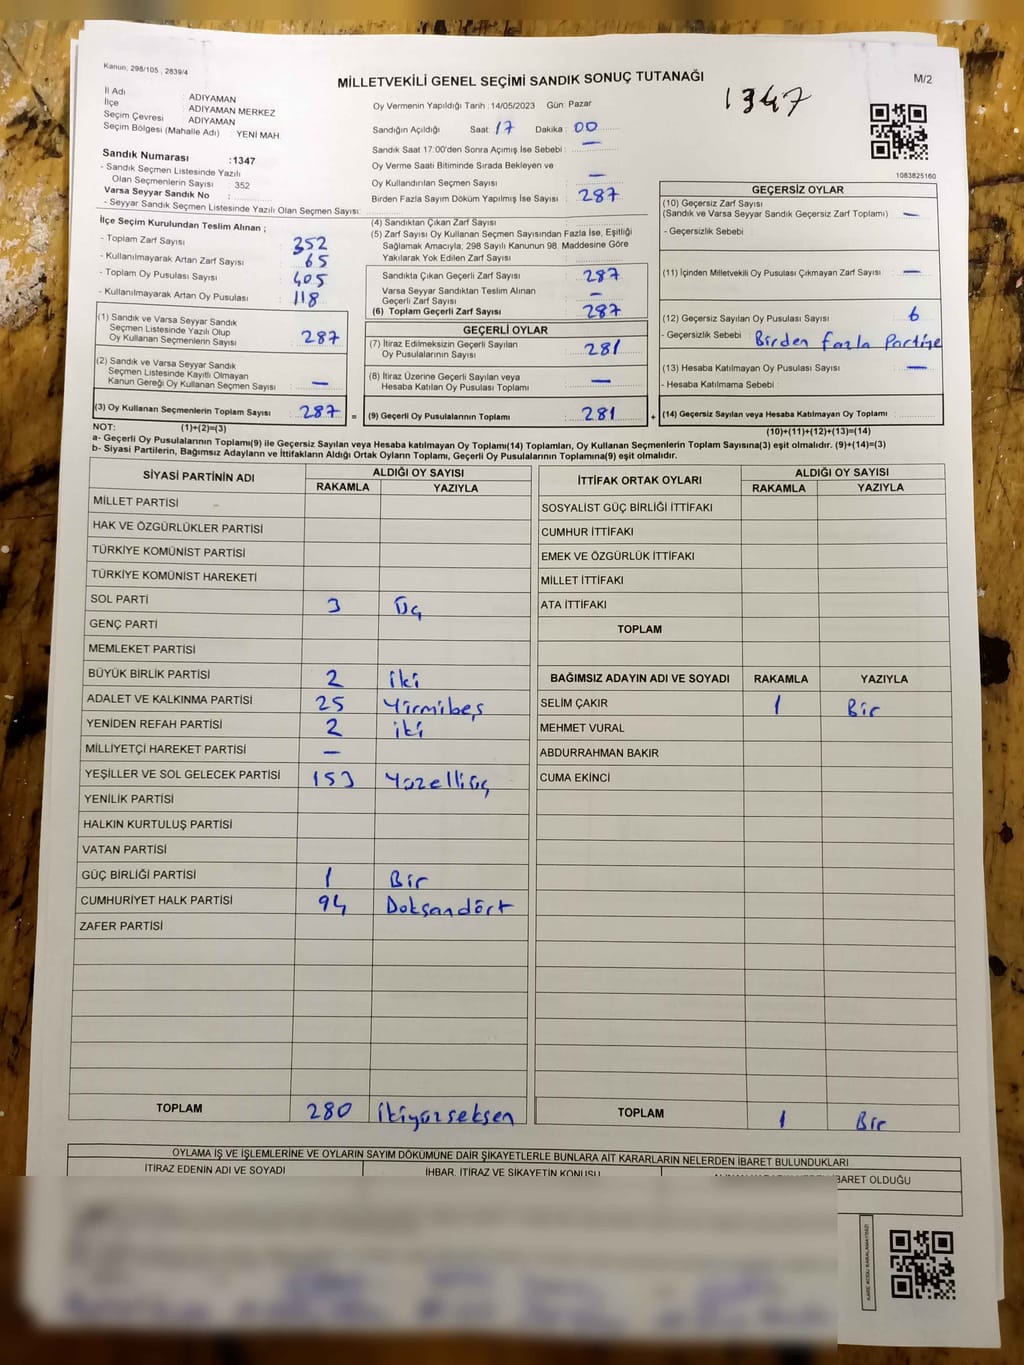 Kanun, 298/105 , 2839/4
MİLLETVEKİLİ GENEL SEÇİMİ SANDIK SONUÇ TUTANAĞI
M/2
1347
İl Adı : ADIYAMAN
İlçe : ADIYAMAN MERKEZ
Seçim Çevresi : ADIYAMAN
Seçim Bölgesi (Mahalle Adı) : YENİ MAH.
Oy Vermenin Yapıldığı Tarih : 14/05/2023 Gün: Pazar
Sandığın Açıldığı Saat: 17 Dakika : 00
Sandık Saat 17:00'den Sonra Açımış İse Sebebi : —
Oy Verme Saati Bitiminde Sırada Bekleyen ve
Oy Kullandırılan Seçmen Sayısı : —
Birden Fazla Sayım Döküm Yapılmış İse Sayısı : 287
1083825160
Sandık Numarası :1347
- Sandık Seçmen Listesinde Yazılı
Olan Seçmenlerin Sayısı : 352
Varsa Seyyar Sandık No :
- Seyyar Sandık Seçmen Listesinde Yazılı Olan Seçmen Sayısı:
İlçe Seçim Kurulundan Teslim Alınan ;
- Toplam Zarf Sayısı : 352
- Kullanılmayarak Artan Zarf Sayısı : 65
- Toplam Oy Pusulası Sayısı : 405
- Kullanılmayarak Artan Oy Pusulası : 118
(1) Sandık ve Varsa Seyyar Sandık
Seçmen Listesinde Yazılı Olup
Oy Kullanan Seçmenlerin Sayısı : 287
(2) Sandık ve Varsa Seyyar Sandık
Seçmen Listesinde Kayıtlı Olmayan
Kanun Gereği Oy Kullanan Seçmen Sayısı : —
(3) Oy Kullanan Seçmenlerin Toplam Sayısı : 287 =
(4) Sandıktan Çıkan Zarf Sayısı :
(5) Zarf Sayısı Oy Kullanan Seçmen Sayısından Fazla İse, Eşitliği
Sağlamak Amacıyla, 298 Sayılı Kanunun 98. Maddesine Göre
Yakılarak Yok Edilen Zarf Sayısı :
Sandıkta Çıkan Geçerli Zarf Sayısı : 287
Varsa Seyyar Sandıktan Teslim Alınan
Geçerli Zarf Sayısı : —
(6) Toplam Geçerli Zarf Sayısı : 287
GEÇERLİ OYLAR
(7) İtiraz Edilmeksizin Geçerli Sayılan
Oy Pusulalarının Sayısı : 281
(8) İtiraz Üzerine Geçerli Sayılan veya
Hesaba Katılan Oy Pusulası Toplamı : —
(9) Geçerli Oy Pusulalarının Toplamı : 281 +
GEÇERSİZ OYLAR
(10) Geçersiz Zarf Sayısı
(Sandık ve Varsa Seyyar Sandık Geçersiz Zarf Toplamı) : —
- Geçersizlik Sebebi :
(11) İçinden Milletvekili Oy Pusulası Çıkmayan Zarf Sayısı : —
(12) Geçersiz Sayılan Oy Pusulası Sayısı : 6
- Geçersizlik Sebebi : Birden fazla Partiye
(13) Hesaba Katılmayan Oy Pusulası Sayısı : —
- Hesaba Katılmama Sebebi :
(14) Geçersiz Sayılan veya Hesaba Katılmayan Oy Toplamı :
NOT: (1)+(2)=(3)
(10)+(11)+(12)+(13)=(14)
a- Geçerli Oy Pusulaları Toplamı(9) ile Geçersiz Sayılan veya Hesaba katılmayan Oy Toplamı(14) Toplamları, Oy Kullanan Seçmenlerin Toplam Sayısına(3) eşit olmalıdır. (9)+(14)=(3)
b- Siyasi Partilerin, Bağımsız Adayların ve İttifakların Aldığı Ortak Oyların Toplamı, Geçerli Oy Pusulalarının Toplamına(9) eşit olmalıdır.
SİYASİ PARTİNİN ADI
ALDIĞI OY SAYISI
RAKAMLA YAZIYLA
MİLLET PARTİSİ
HAK VE ÖZGÜRLÜKLER PARTİSİ
TÜRKİYE KOMÜNİST PARTİSİ
TÜRKİYE KOMÜNİST HAREKETİ
SOL PARTİ 3 Üç
GENÇ PARTİ
MEMLEKET PARTİSİ
BÜYÜK BİRLİK PARTİSİ 2 iki
ADALET VE KALKINMA PARTİSİ 25 Yirmibeş
YENİDEN REFAH PARTİSİ 2 iki
MİLLİYETÇİ HAREKET PARTİSİ —
YEŞİLLER VE SOL GELECEK PARTİSİ 153 Yüzelliüç
YENİLİK PARTİSİ
HALKIN KURTULUŞ PARTİSİ
VATAN PARTİSİ
GÜÇ BİRLİĞİ PARTİSİ 1 Bir
CUMHURİYET HALK PARTİSİ 94 Doksandört
ZAFER PARTİSİ
TOPLAM 280 ikiyüzseksen
İTTİFAK ORTAK OYLARI
ALDIĞI OY SAYISI
RAKAMLA YAZIYLA
SOSYALİST GÜÇ BİRLİĞİ İTTİFAKI
CUMHUR İTTİFAKI
EMEK VE ÖZGÜRLÜK İTTİFAKI
MİLLET İTTİFAKI
ATA İTTİFAKI
TOPLAM
BAĞIMSIZ ADAYIN ADI VE SOYADI RAKAMLA YAZIYLA
SELİM ÇAKIR 1 Bir
MEHMET VURAL
ABDURRAHMAN BAKIR
CUMA EKİNCİ
TOPLAM 1 Bir
OYLAMA İŞ VE İŞLEMLERİNE VE OYLARIN SAYIM DÖKÜMÜNE DAİR ŞİKAYETLERLE BUNLARA AİT KARARLARIN NELERDEN İBARET BULUNDUKLARI
İTİRAZ EDENİN ADI VE SOYADI
İHBAR, İTİRAZ VE ŞİKAYETİN KONUSU
İBARET OLDUĞU